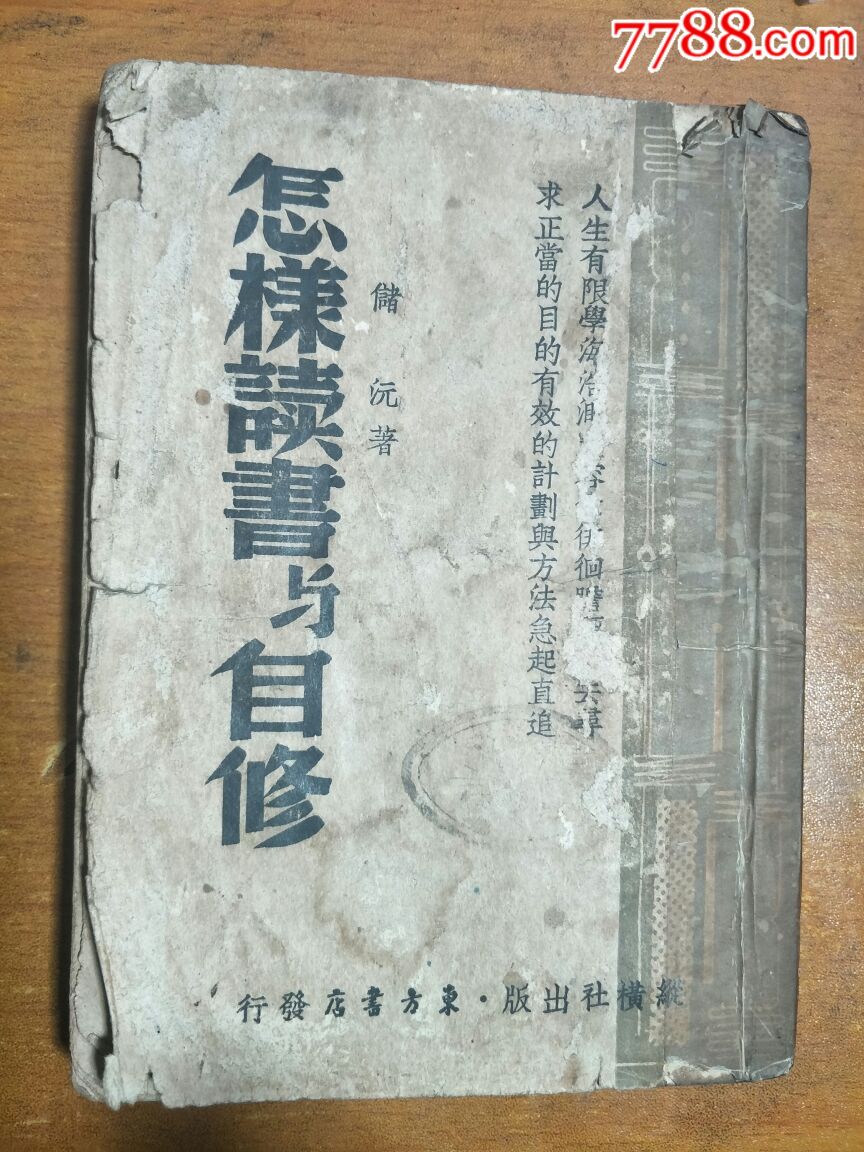 7788.com
人生有限學海浩
徊
求正當的目的有效的計劃與方法急起直追
儲沅著
怎樣讀書与自修
縱橫社出版·東方書店發行